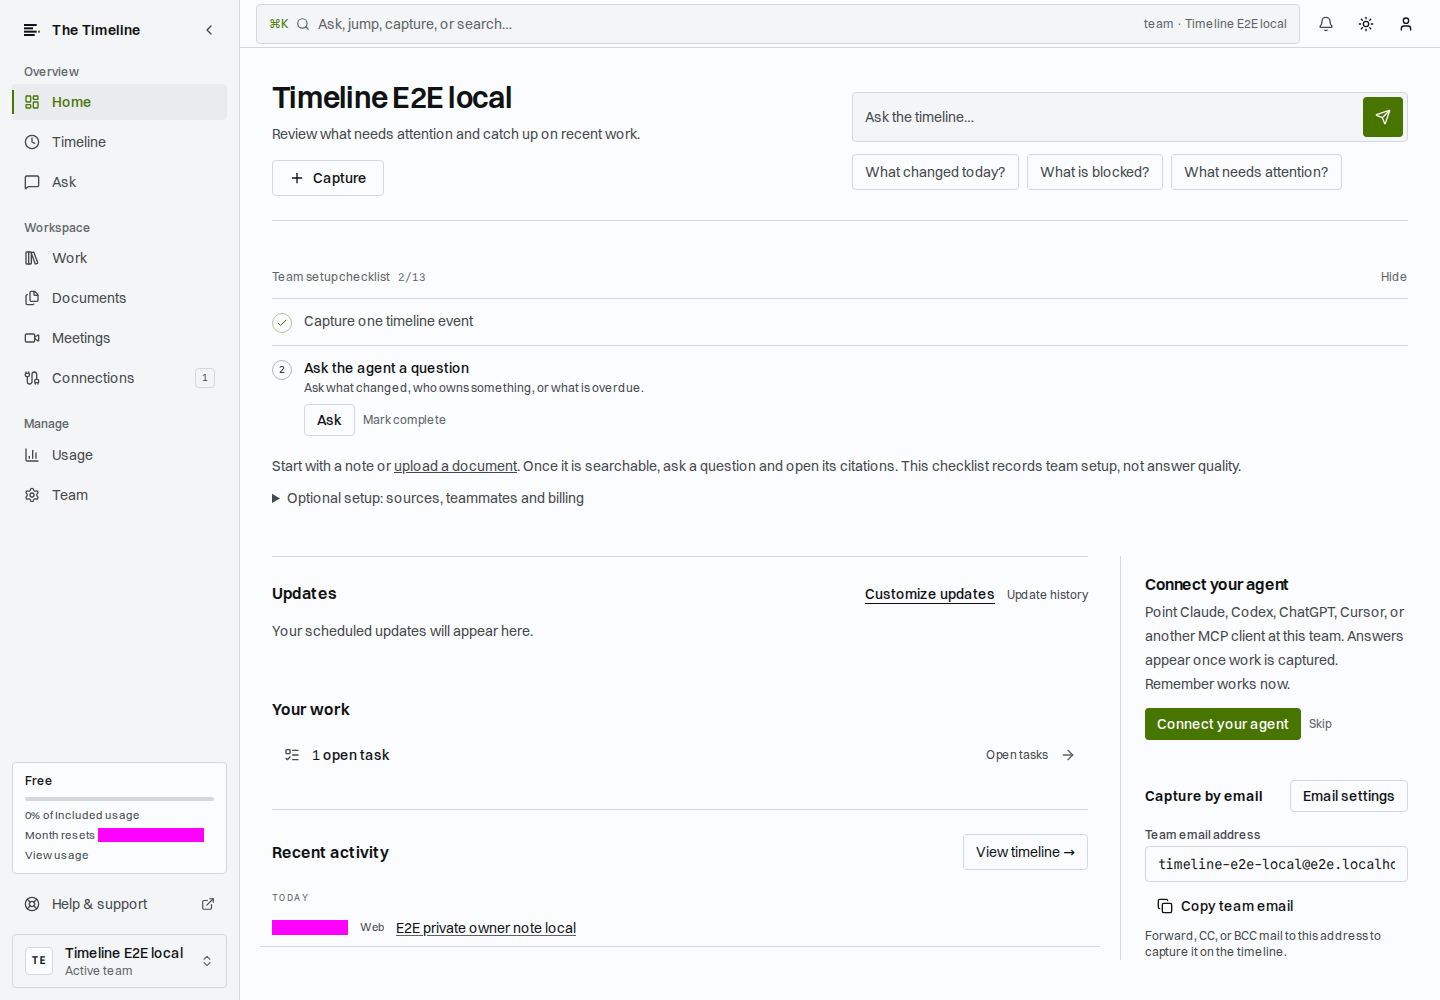 The Timeline
Overview
Home
Timeline
Ask
Workspace
Work
Documents
Meetings
Connections 1
Manage
Usage
Team
Free
0% of included usage
Month resets
View usage
Help & support
TE
Timeline E2E local
Active team
⌘K Ask, jump, capture, or search... team · Timeline E2E local
Timeline E2E local
Review what needs attention and catch up on recent work.
Capture
Ask the timeline...
What changed today? What is blocked? What needs attention?
Team setup checklist 2/13 Hide
Capture one timeline event
2 Ask the agent a question
Ask what changed, who owns something, or what is overdue.
Ask Mark complete
Start with a note or upload a document. Once it is searchable, ask a question and open its citations. This checklist records team setup, not answer quality.
Optional setup: sources, teammates and billing
Updates Customize updates Update history
Your scheduled updates will appear here.
Your work
1 open task Open tasks
Recent activity View timeline →
TODAY
Web E2E private owner note local
Connect your agent
Point Claude, Codex, ChatGPT, Cursor, or
another MCP client at this team. Answers
appear once work is captured.
Remember works now.
Connect your agent Skip
Capture by email Email settings
Team email address
timeline-e2e-local@e2e.localho
Copy team email
Forward, CC, or BCC mail to this address to
capture it on the timeline.